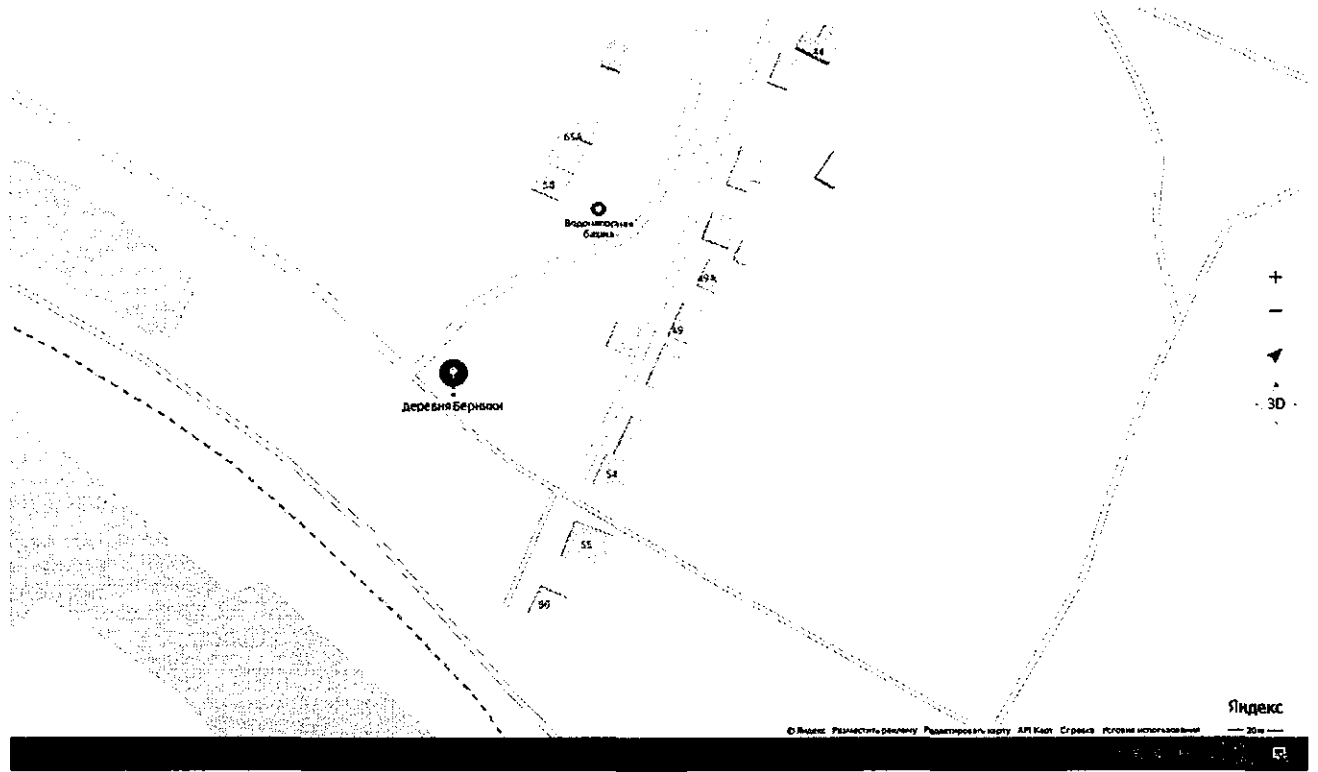 65А
58
Водонапорная
башня
49А
49
деревня Берники
3D
54
55
56
Яндекс
© Яндекс Разместить рекламу Редактировать карту API Карт Справка Условия использования 20 м